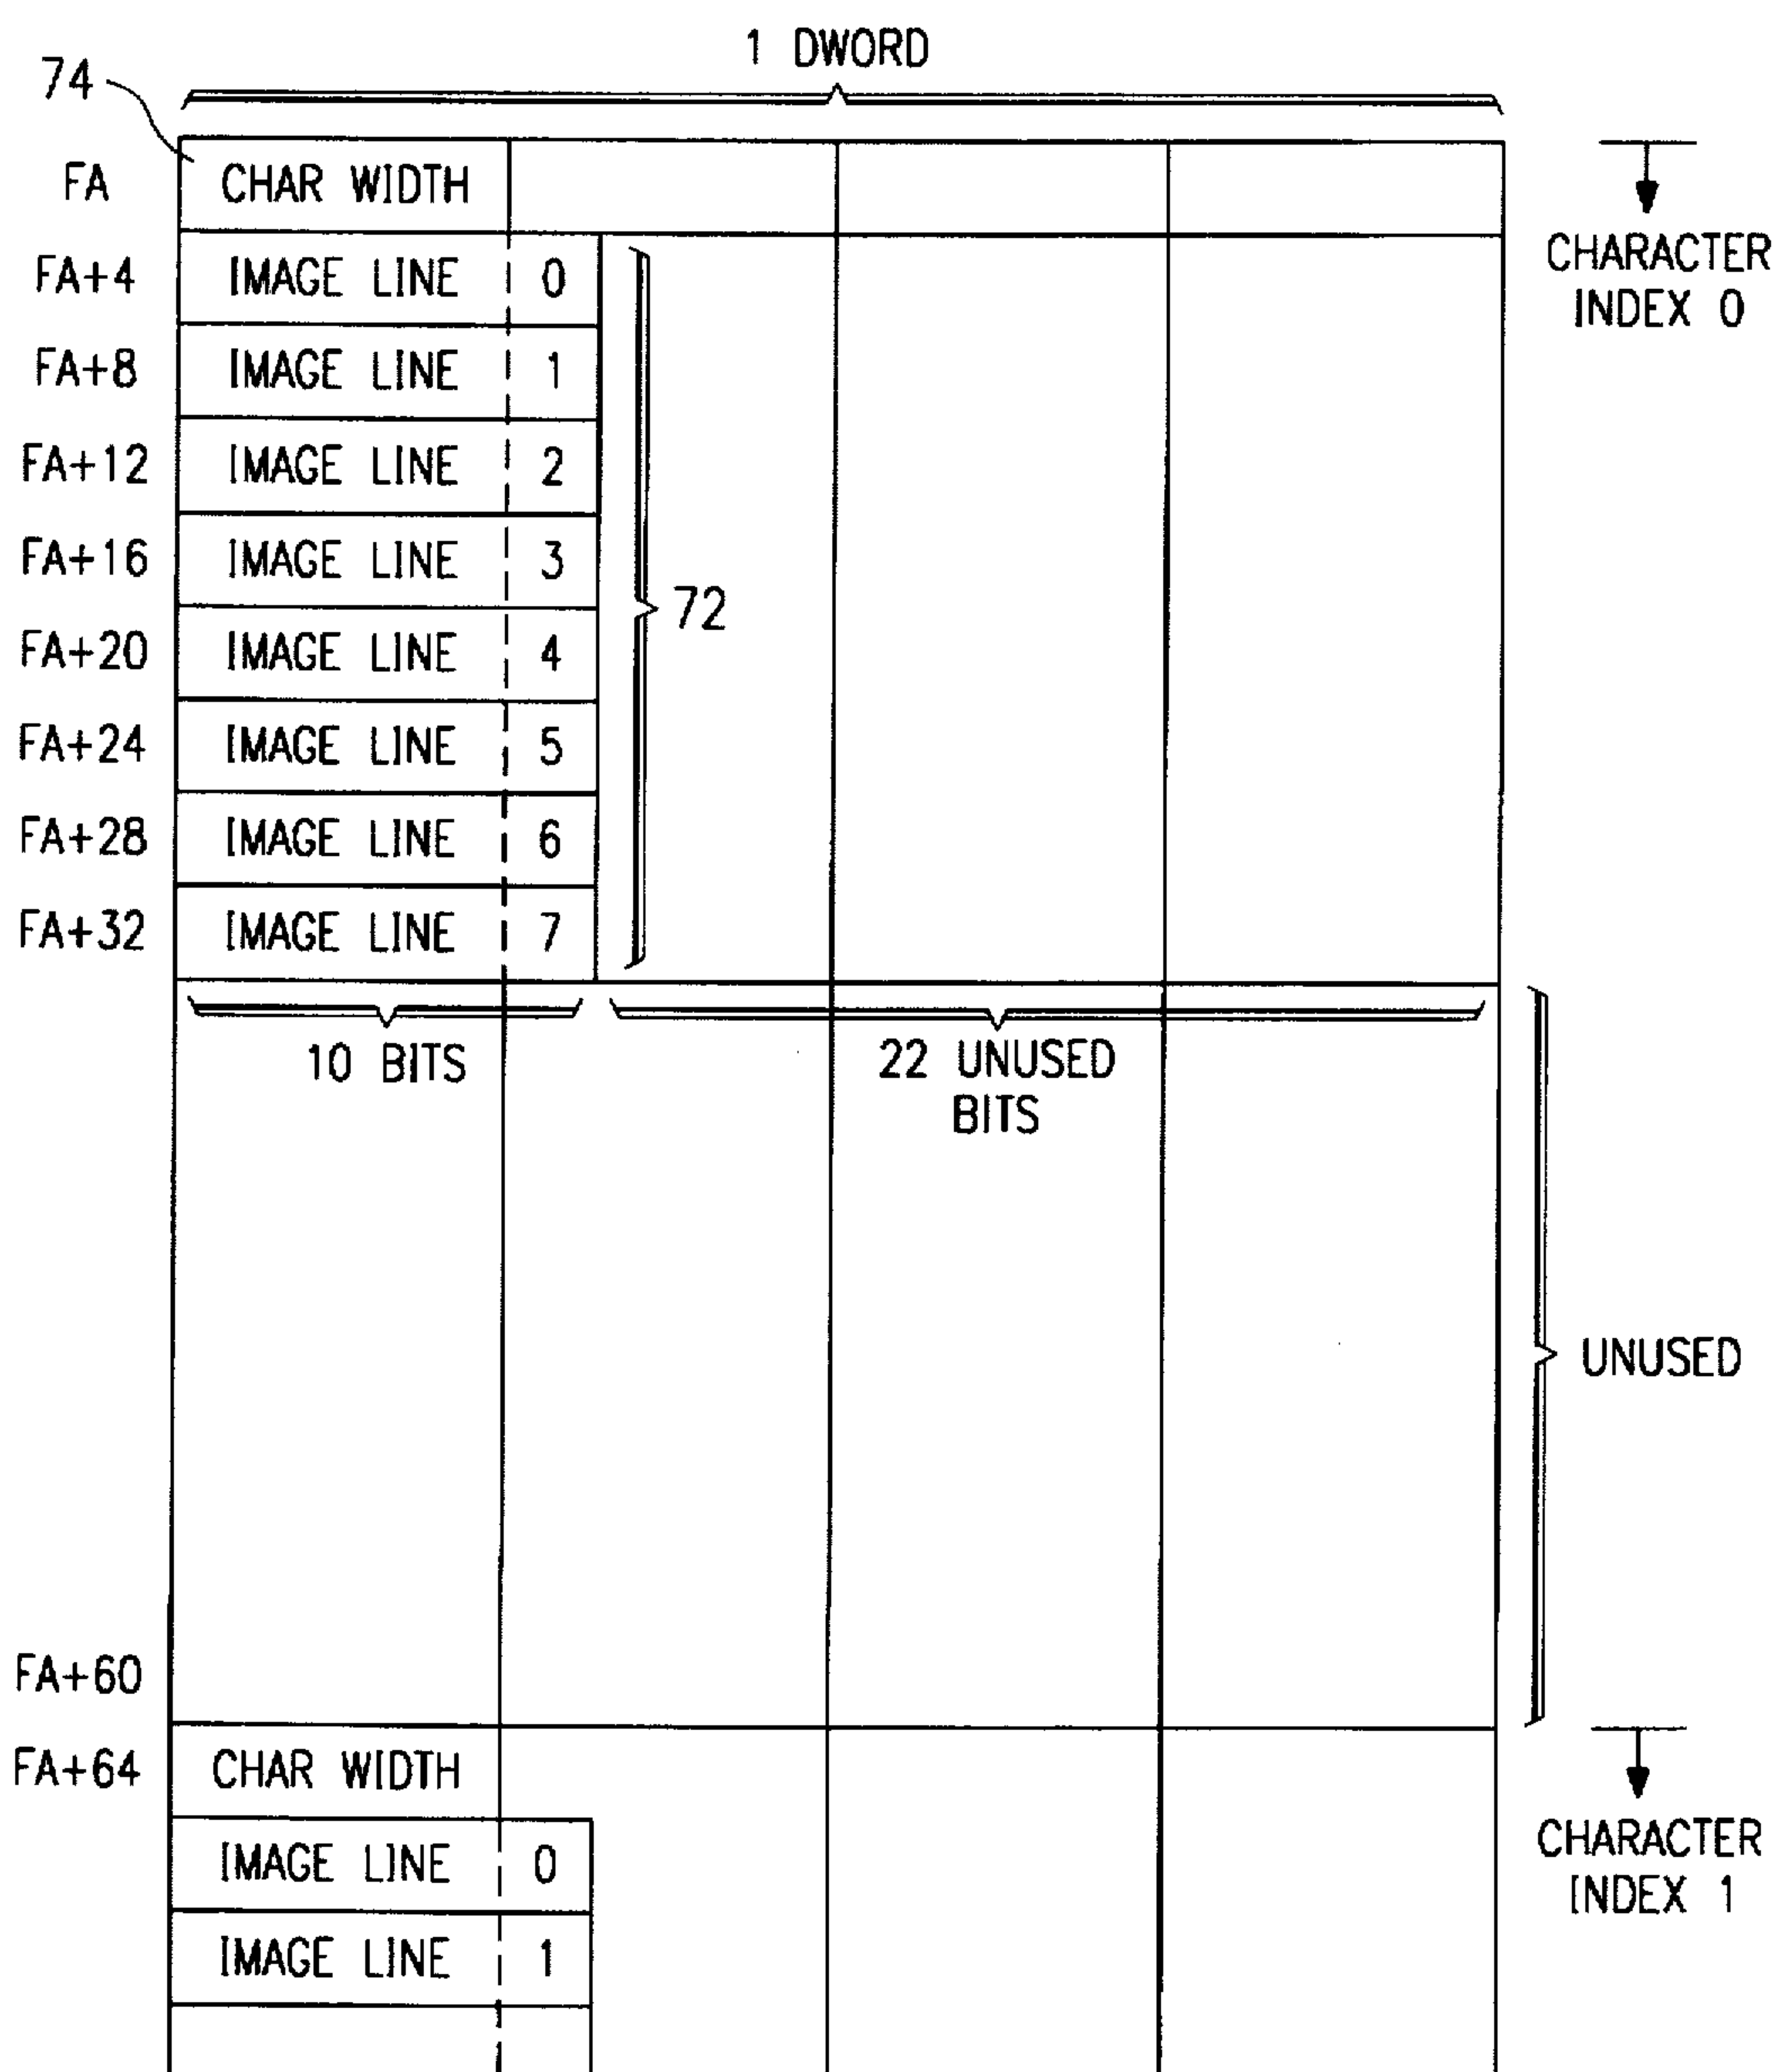 1 DWORD
74
FA CHAR WIDTH
CHARACTER
INDEX 0
FA+4 IMAGE LINE 0
FA+8 IMAGE LINE 1
FA+12 IMAGE LINE 2
FA+16 IMAGE LINE 3
72
FA+20 IMAGE LINE 4
FA+24 IMAGE LINE 5
FA+28 IMAGE LINE 6
FA+32 IMAGE LINE 7
10 BITS
22 UNUSED
BITS
UNUSED
FA+60
FA+64 CHAR WIDTH
CHARACTER
INDEX 1
IMAGE LINE 0
IMAGE LINE 1